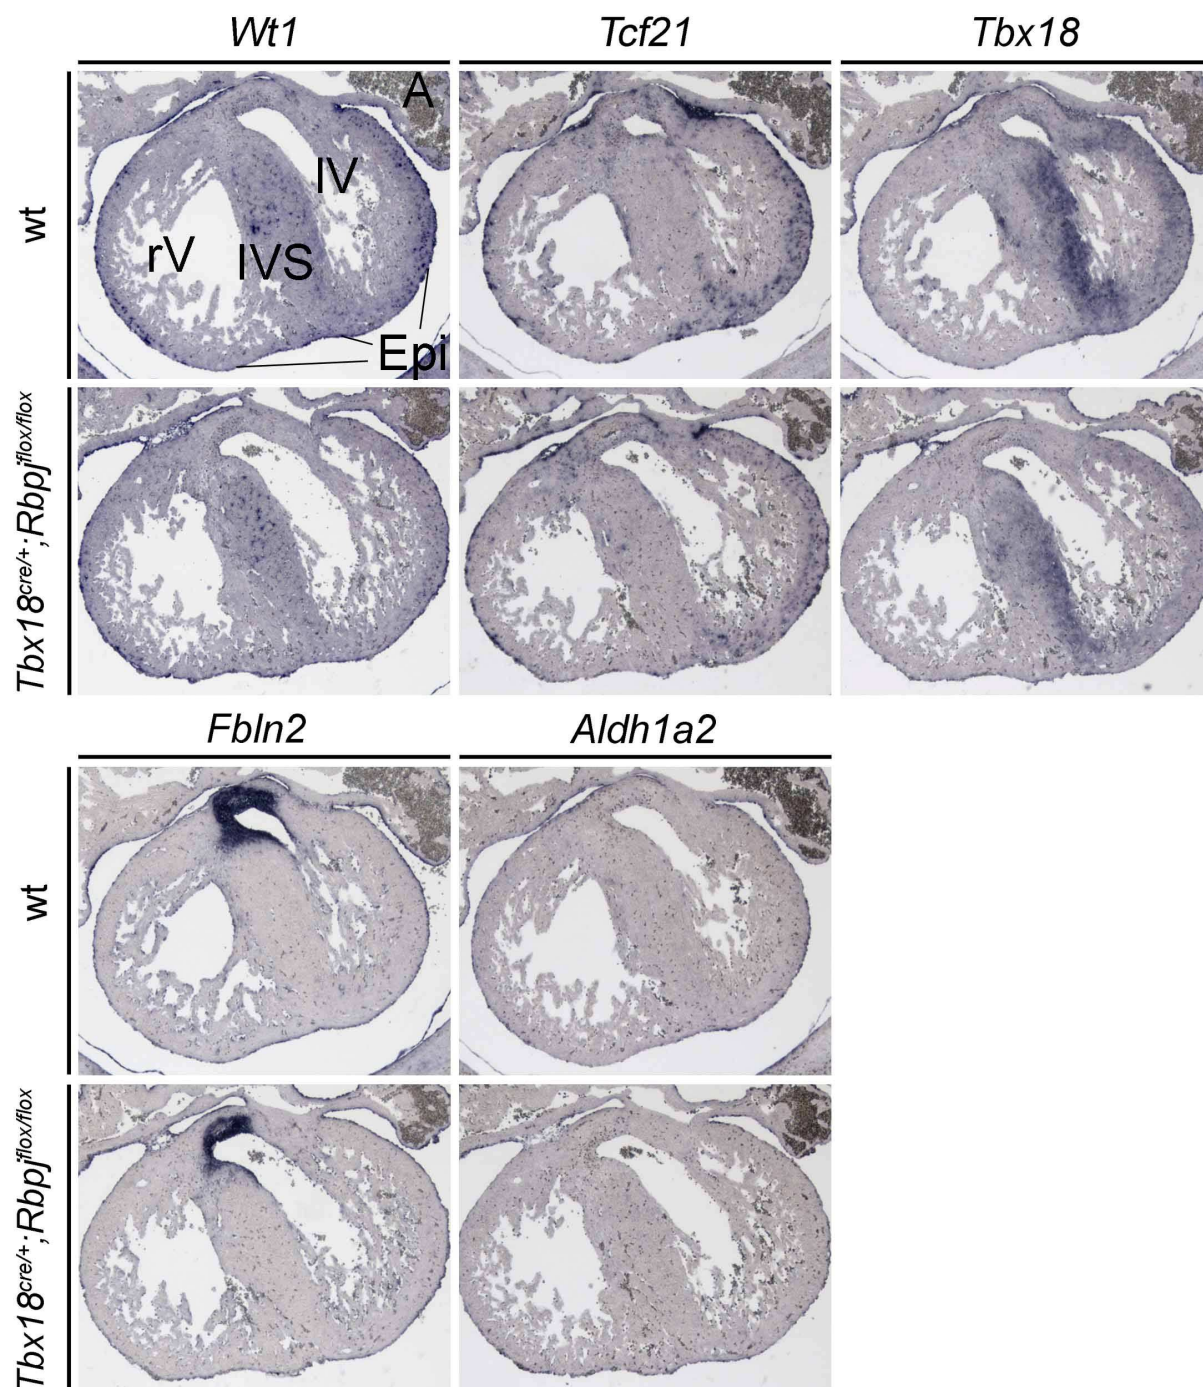 Wt1 Tcf21 Tbx18
wt
A
lV
rV
IVS
Epi
Tbx18cre/+;Rbpjflox/flox
Fbln2 Aldh1a2
wt
Tbx18cre/+;Rbpjflox/flox